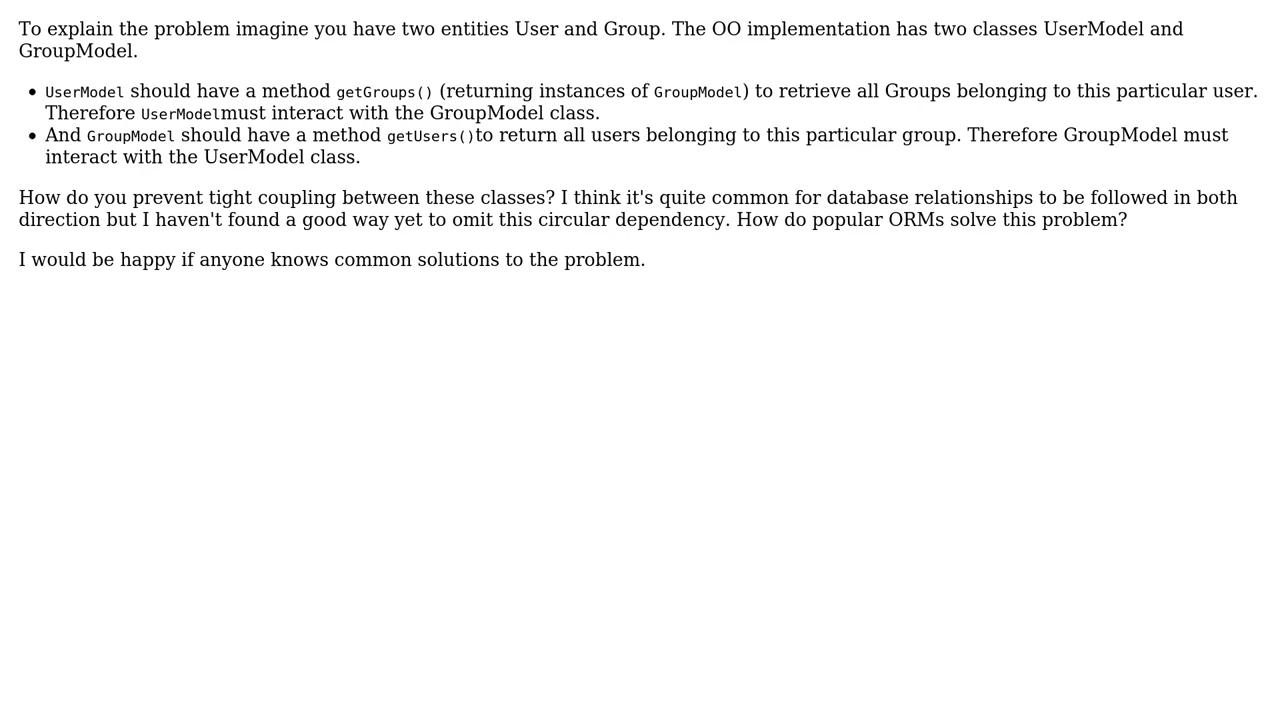 To explain the problem imagine you have two entities User and Group. The OO implementation has two classes UserModel and
GroupModel.
• UserModel should have a method getGroups() (returning instances of GroupModel) to retrieve all Groups belonging to this particular user.
Therefore UserModelmust interact with the GroupModel class.
• And GroupModel should have a method getUsers()to return all users belonging to this particular group. Therefore GroupModel must
interact with the UserModel class.
How do you prevent tight coupling between these classes? I think it's quite common for database relationships to be followed in both
direction but I haven't found a good way yet to omit this circular dependency. How do popular ORMs solve this problem?
I would be happy if anyone knows common solutions to the problem.